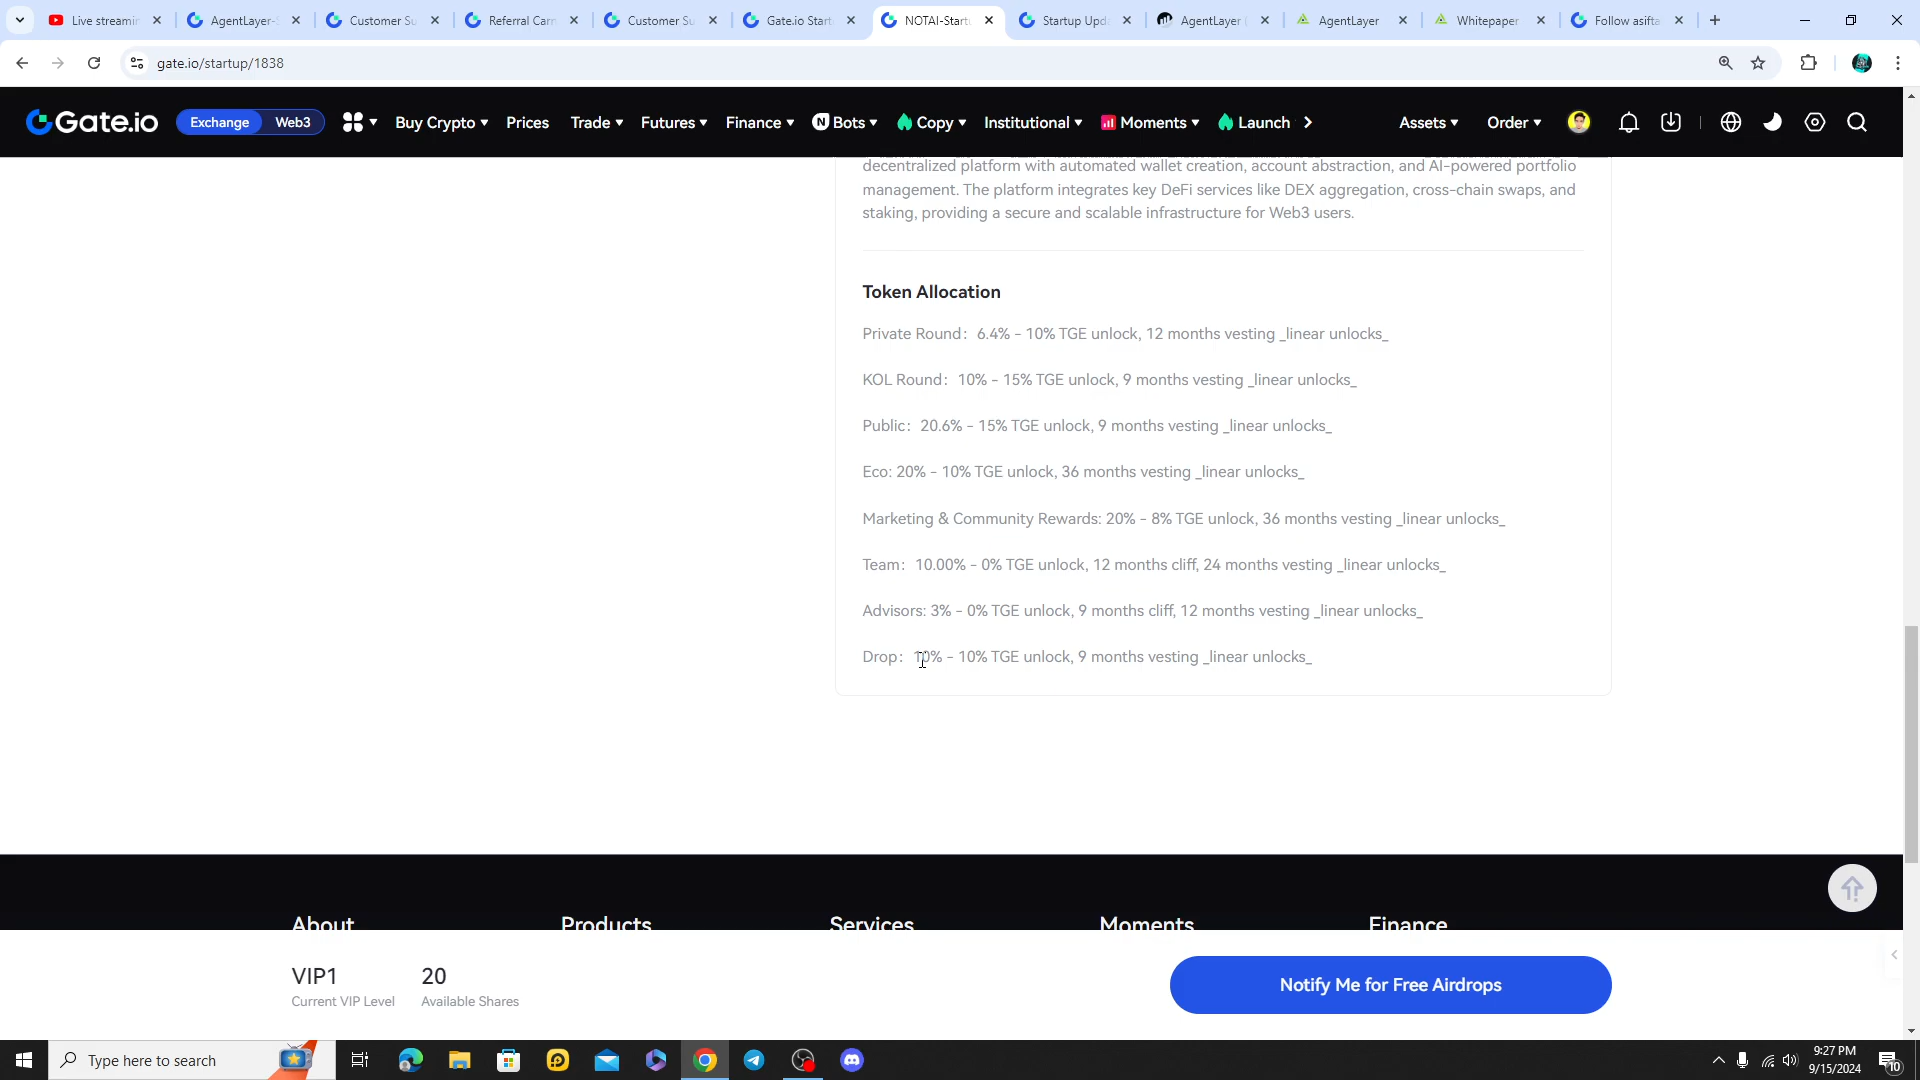 Live streamin
AgentLayer-S
Customer Su
Referral Cam
Customer Su
Gate.io Start
NOTAI-Startu
Startup Upda
AgentLayer (
AgentLayer
Whitepaper
Follow asifta
gate.io/startup/1838
Gate.io
Exchange
Web3
Buy Crypto
Prices
Trade
Futures
Finance
Bots
Copy
Institutional
Moments
Launch
Assets
Order
decentralized platform with automated wallet creation, account abstraction, and AI-powered portfolio
management. The platform integrates key DeFi services like DEX aggregation, cross-chain swaps, and
staking, providing a secure and scalable infrastructure for Web3 users.
Token Allocation
Private Round：6.4% - 10% TGE unlock, 12 months vesting _linear unlocks_
KOL Round：10% - 15% TGE unlock, 9 months vesting _linear unlocks_
Public：20.6% - 15% TGE unlock, 9 months vesting _linear unlocks_
Eco: 20% - 10% TGE unlock, 36 months vesting _linear unlocks_
Marketing & Community Rewards: 20% - 8% TGE unlock, 36 months vesting _linear unlocks_
Team：10.00% - 0% TGE unlock, 12 months cliff, 24 months vesting _linear unlocks_
Advisors: 3% - 0% TGE unlock, 9 months cliff, 12 months vesting _linear unlocks_
Drop：10% - 10% TGE unlock, 9 months vesting _linear unlocks_
About
Products
Services
Moments
Finance
VIP1
Current VIP Level
20
Available Shares
Notify Me for Free Airdrops
Type here to search
9:27 PM
9/15/2024
10